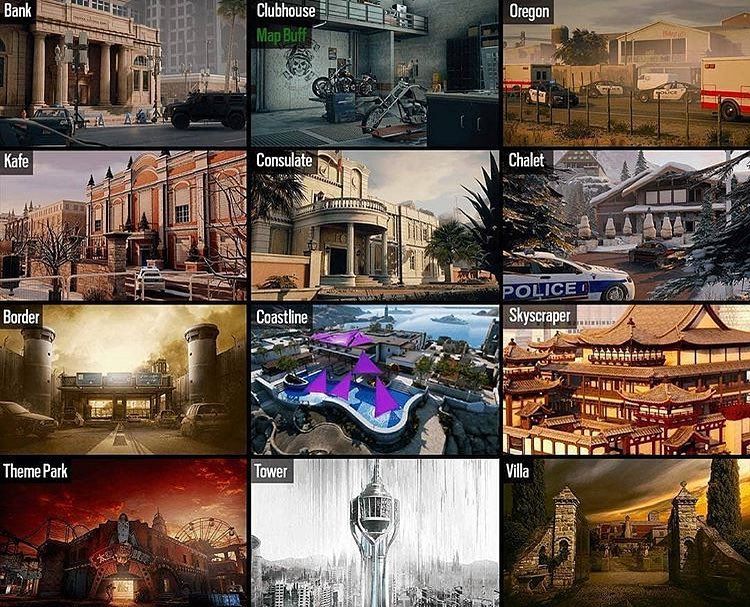 Bank
Clubhouse
Map Buff
Oregon
Kafe
Consulate
Chalet
POLICE
Border
Coastline
Skyscraper
Theme Park
Tower
Villa